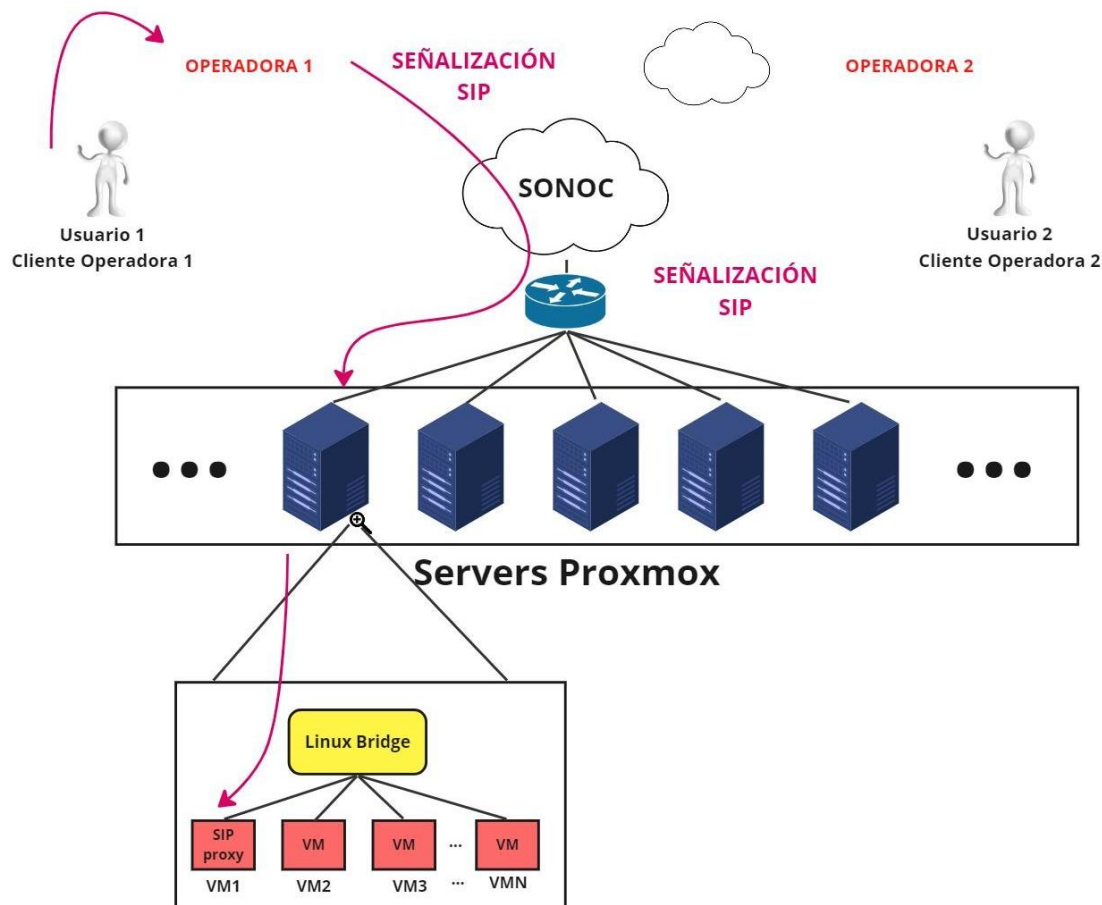 OPERADORA 1
SEÑALIZACIÓN
SIP
OPERADORA 2
SONOC
Usuario 1
Cliente Operadora 1
Usuario 2
Cliente Operadora 2
SEÑALIZACIÓN
SIP
Servers Proxmox
Linux Bridge
SIP
proxy
VM
VM
...
VM
VM1
VM2
VM3
...
VMN